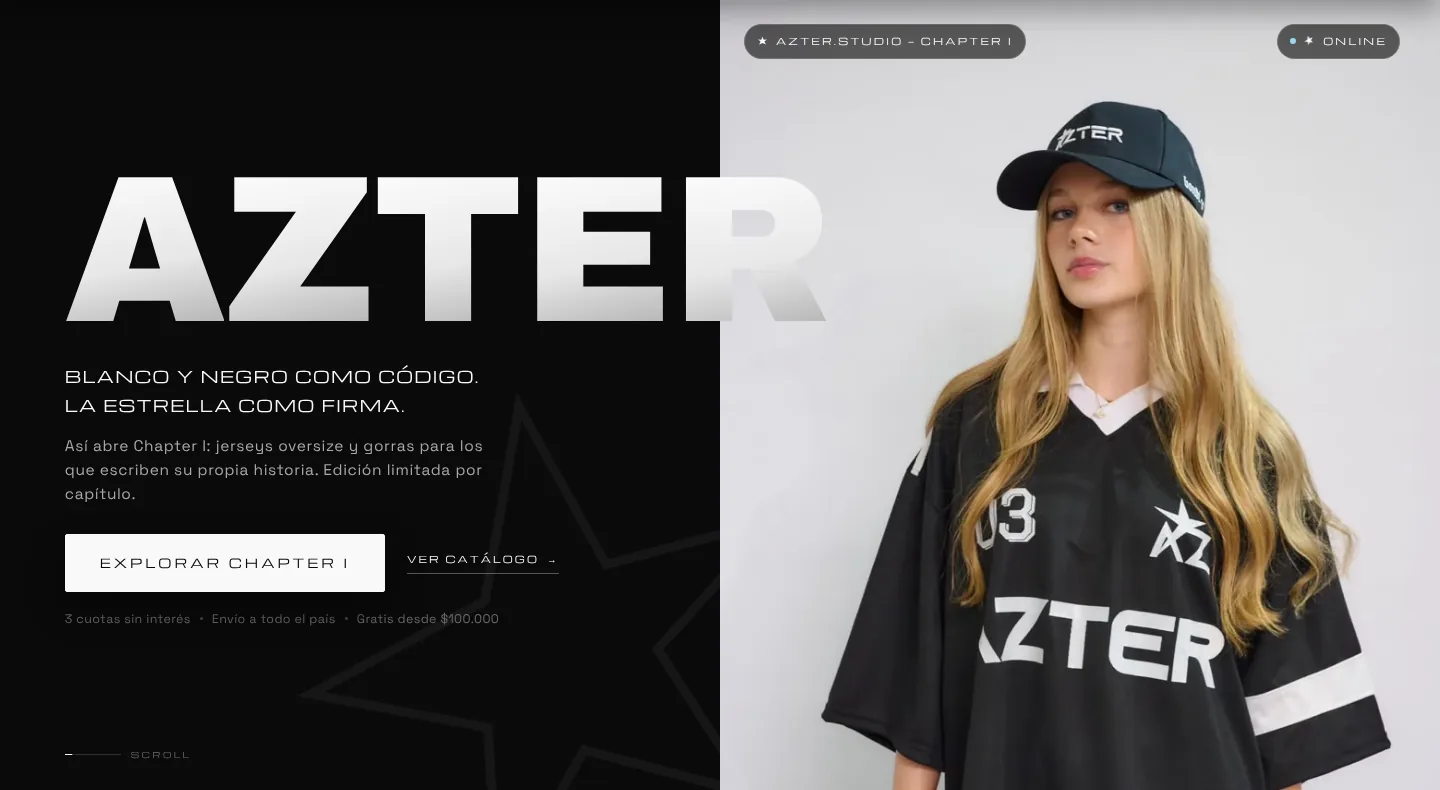 ★ AZTER.STUDIO – CHAPTER I
★ ONLINE
AZTER
BLANCO Y NEGRO COMO CÓDIGO.
LA ESTRELLA COMO FIRMA.
Así abre Chapter I: jerseys oversize y gorras para los
que escriben su propia historia. Edición limitada por
capítulo.
EXPLORAR CHAPTER I
VER CATÁLOGO →
3 cuotas sin interés • Envío a todo el país • Gratis desde $100.000
SCROLL
AZTER
03
AZ
AZTER